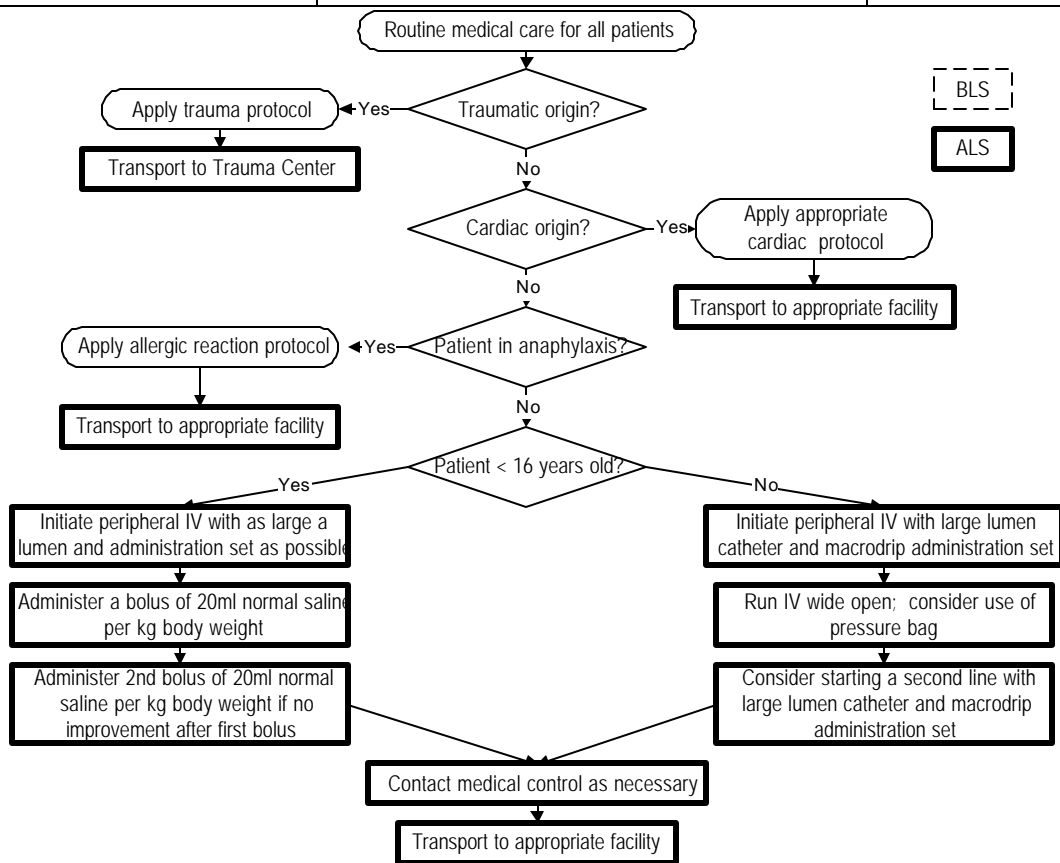 Routine medical care for all patients
BLS
Apply trauma protocol
Yes
Traumatic origin?
ALS
Transport to Trauma Center
No
Cardiac origin?
Yes
Apply appropriate
cardiac protocol
No
Transport to appropriate facility
Apply allergic reaction protocol
Yes
Patient in anaphylaxis?
No
Transport to appropriate facility
Patient < 16 years old?
Yes
No
Initiate peripheral IV with as large a
lumen and administration set as possible
Initiate peripheral IV with large lumen
catheter and macrodrip administration set
Administer a bolus of 20ml normal saline
per kg body weight
Run IV wide open; consider use of
pressure bag
Administer 2nd bolus of 20ml normal
saline per kg body weight if no
improvement after first bolus
Consider starting a second line with
large lumen catheter and macrodrip
administration set
Contact medical control as necessary
Transport to appropriate facility